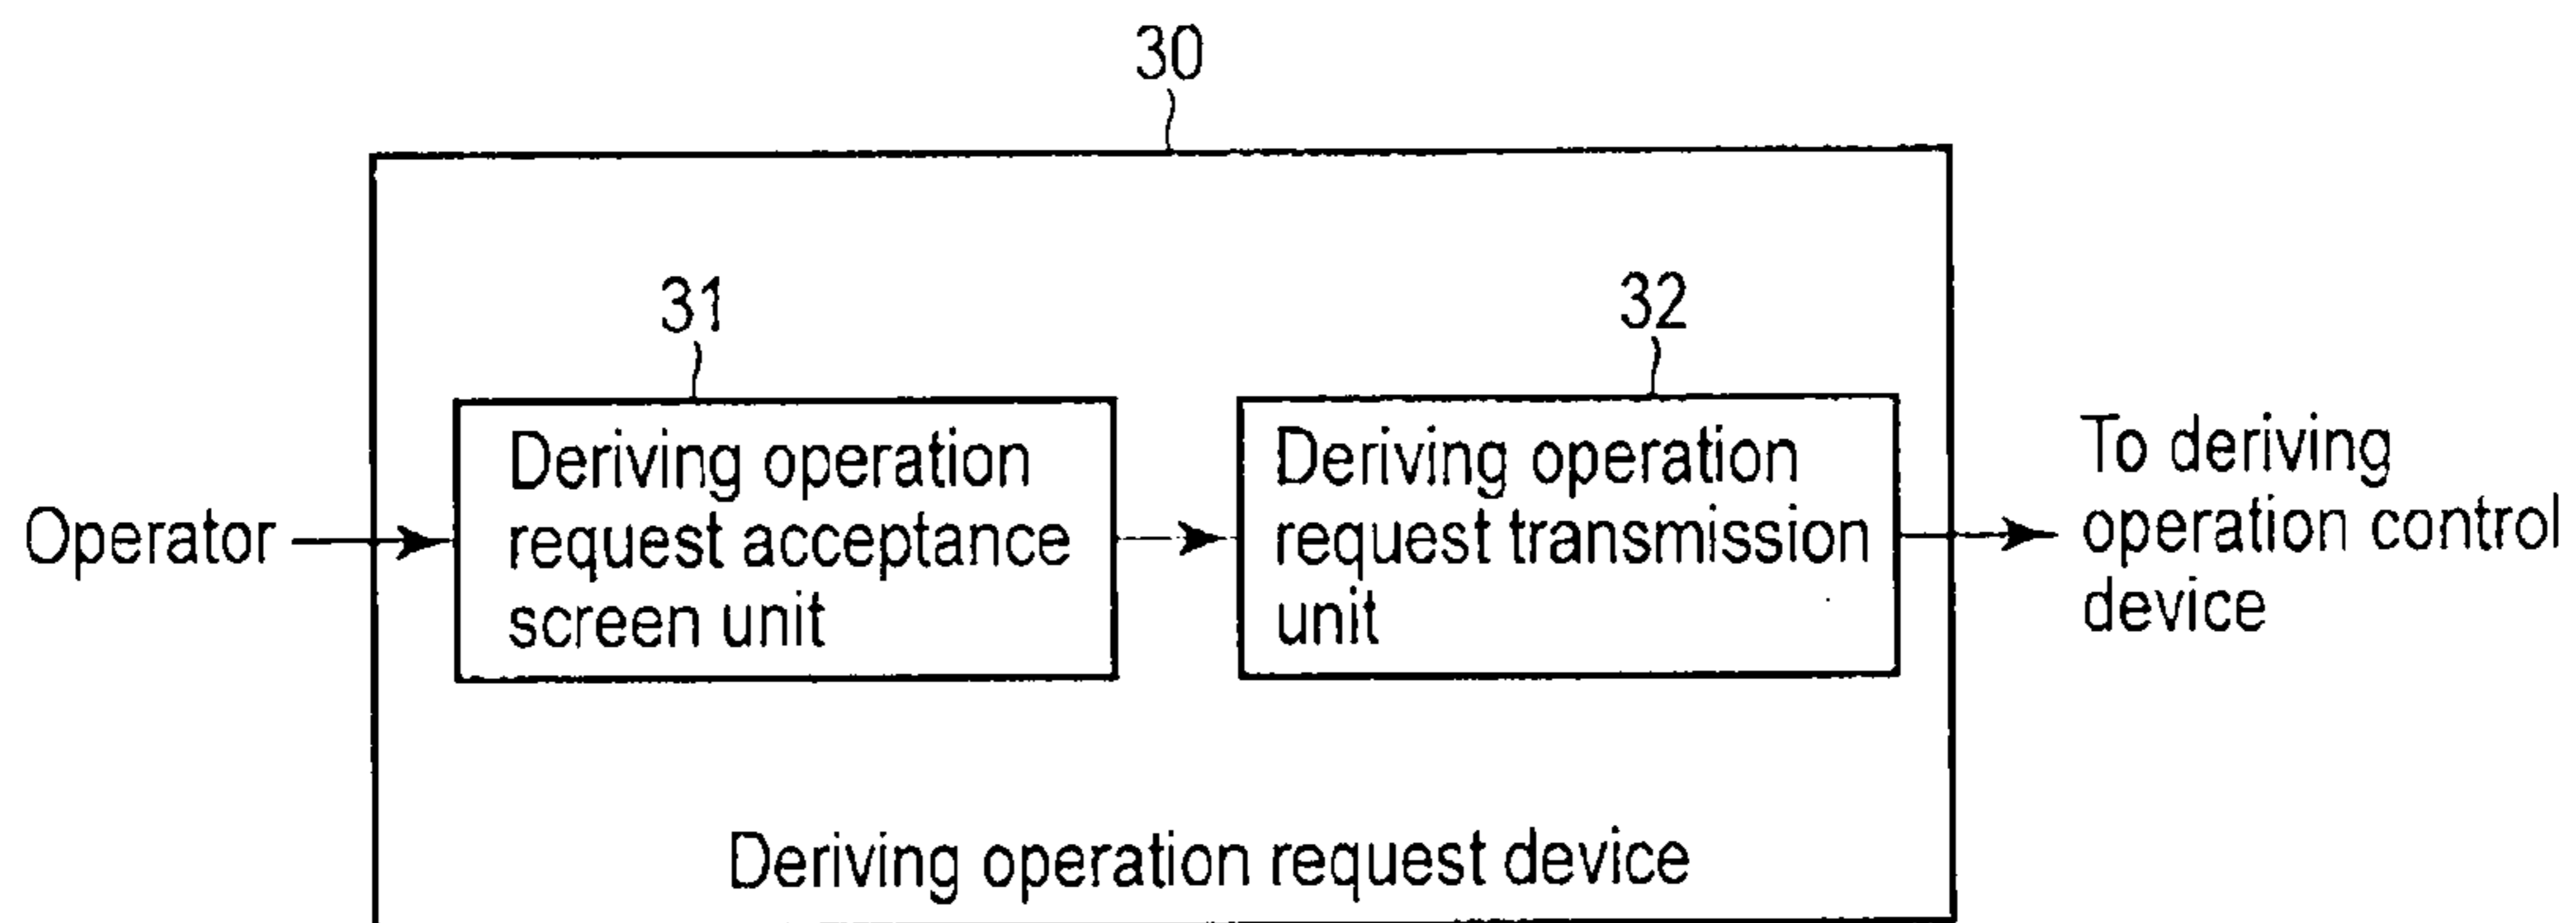 30
31
32
Operator
Deriving operation
request acceptance
screen unit
Deriving operation
request transmission
unit
To deriving
operation control
device
Deriving operation request device